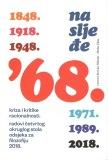 1848.
1918.
1948.
na
slje
đe
'68.
kriza i kritike
racionalnosti.
radovi četvrtog
okruglog stola
odsjeka za
filozofiju
2018.
1971.
1989.
2018.